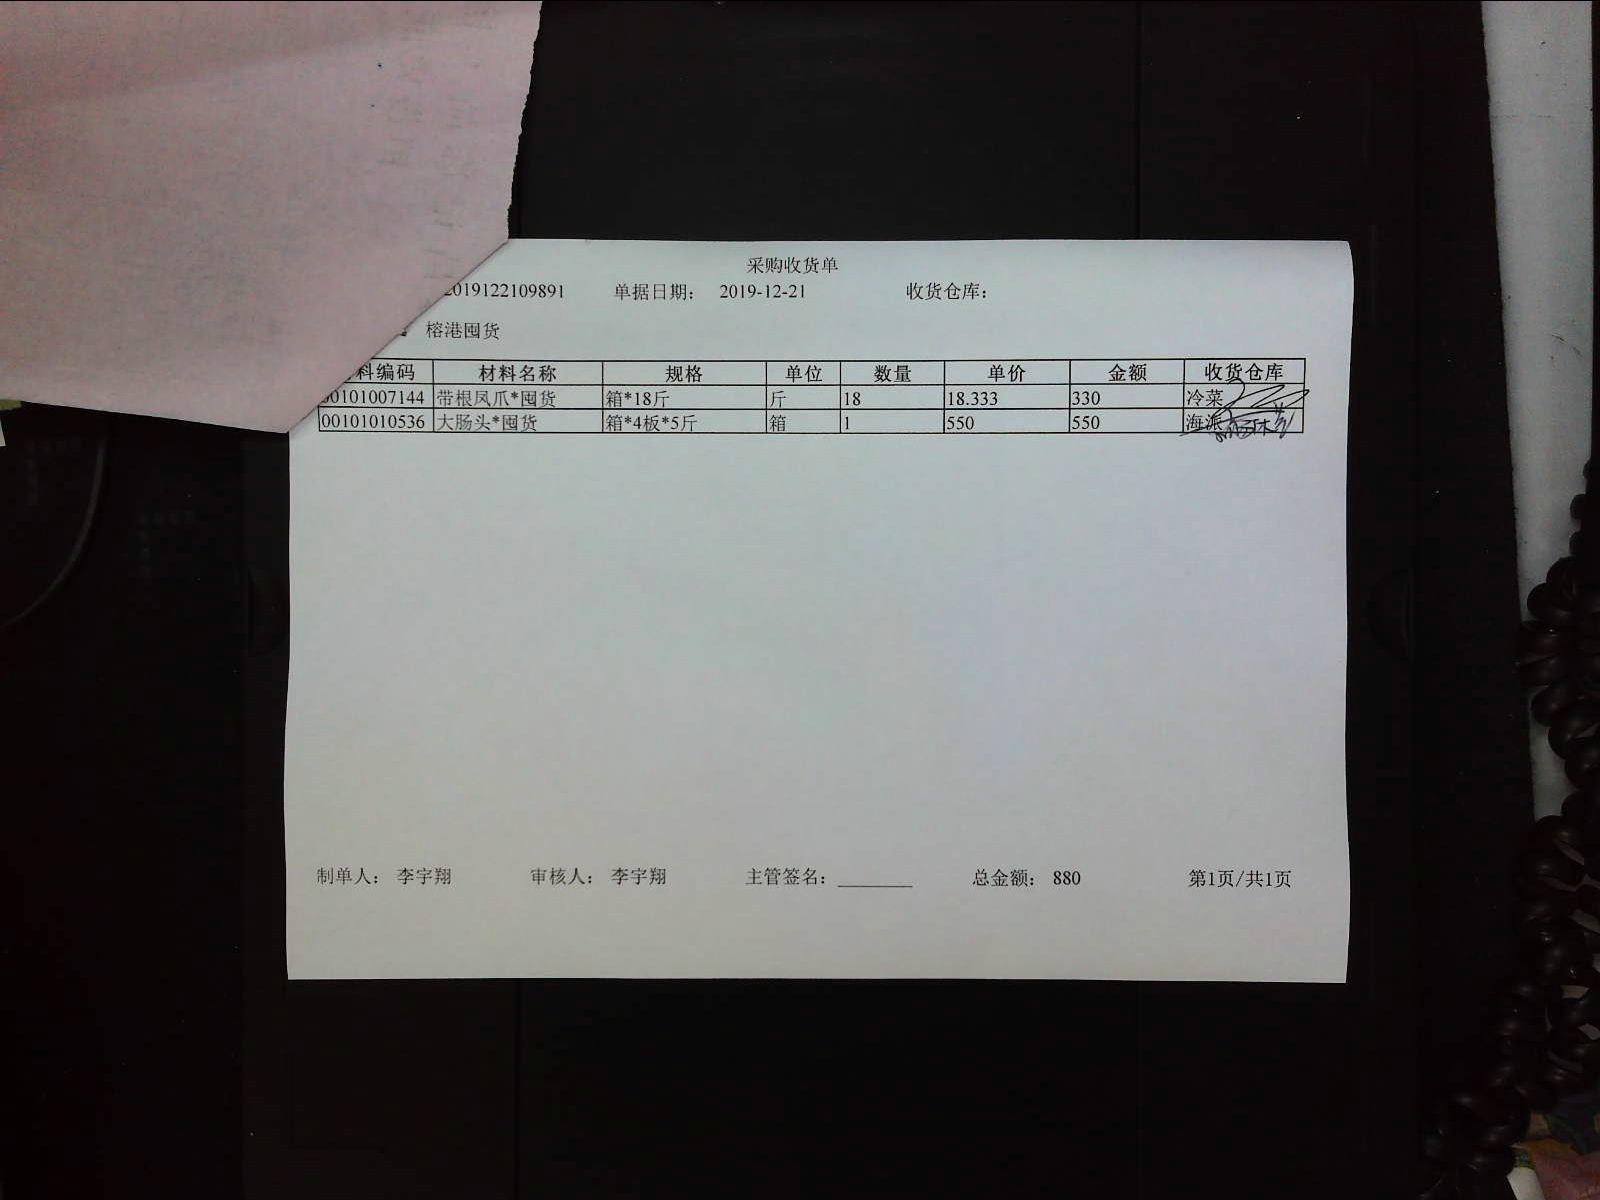 采购收货单
2019122109891 单据日期： 2019-12-21 收货仓库：
榕港囤货
料编码 材料名称 规格 单位 数量 单价 金额 收货仓库
00101007144 带根凤爪*囤货 箱*18斤 斤 18 18.333 330 冷菜
00101010536 大肠头*囤货 箱*4板*5斤 箱 1 550 550 海派
制单人： 李宇翔 审核人： 李宇翔 主管签名： 总金额： 880 第1页/共1页